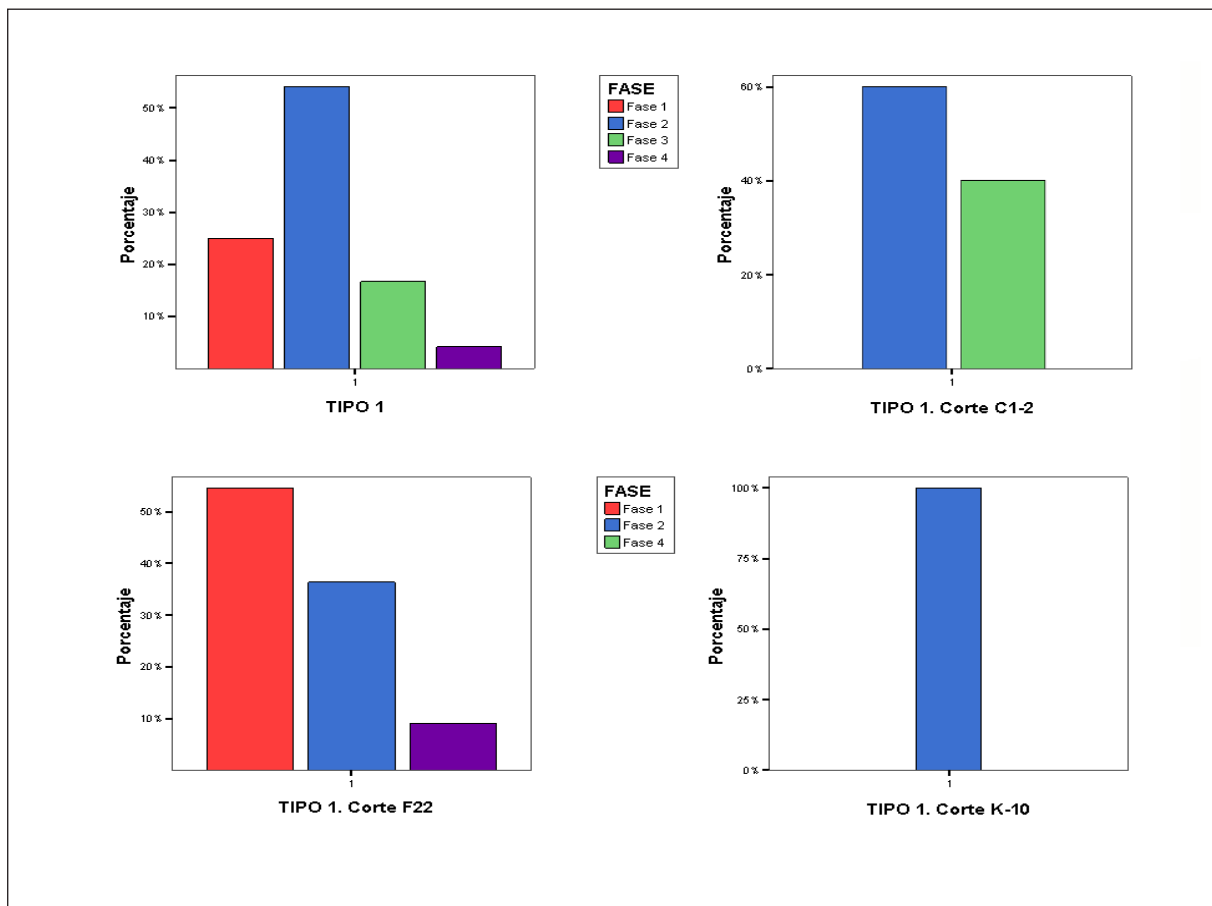 50%
40%
30%
20%
10%
Porcentaje
1
TIPO 1
FASE
Fase 1
Fase 2
Fase 3
Fase 4
60%
40%
20%
0%
Porcentaje
1
TIPO 1. Corte C1-2
50%
40%
30%
20%
10%
Porcentaje
1
TIPO 1. Corte F22
FASE
Fase 1
Fase 2
Fase 4
100%
75%
50%
25%
0%
Porcentaje
1
TIPO 1. Corte K-10